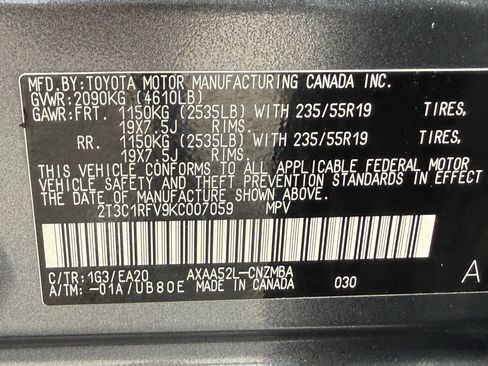 MFD.BY:TOYOTA MOTOR MANUFACTURING CANADA INC.
GVWR:2090KG (4610LB)
GAWR:FRT. 1150KG (2535LB) WITH 235/55R19 TIRES,
19X7.5J RIMS.
RR. 1150KG (2535LB) WITH 235/55R19 TIRES,
19X7.5J RIMS.
THIS VEHICLE CONFORMS TO ALL APPLICABLE FEDERAL MOTOR
VEHICLE SAFETY AND THEFT PREVENTION STANDARDS IN EFFECT
ON THE DATE OF MANUFACTURE SHOWN ABOVE.
2T3C1RFV9KC007059 MPV
C/TR:1G3/EA20 AXAA52L-CNZMBA A
A/TM:-01A/UB80E MADE IN CANADA 030